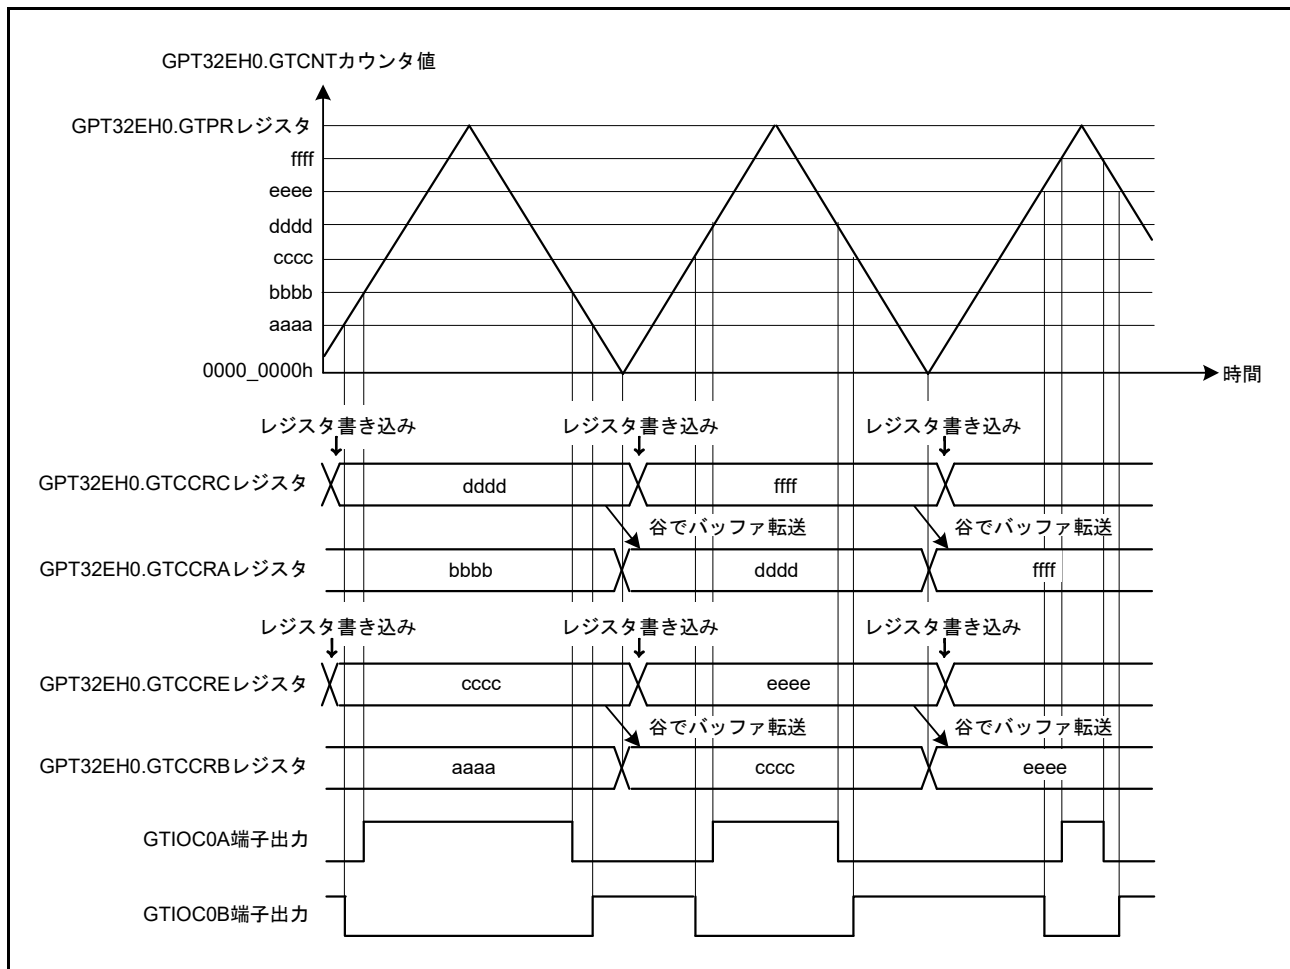 GPT32EH0.GTCNTカウンタ値
GPT32EH0.GTPRレジスタ
ffff
eeee
dddd
cccc
bbbb
aaaa
0000_0000h
時間
レジスタ書き込み レジスタ書き込み レジスタ書き込み
GPT32EH0.GTCCRCレジスタ dddd ffff
谷でバッファ転送 谷でバッファ転送
GPT32EH0.GTCCRAレジスタ bbbb dddd ffff
レジスタ書き込み レジスタ書き込み レジスタ書き込み
GPT32EH0.GTCCREレジスタ cccc eeee
谷でバッファ転送 谷でバッファ転送
GPT32EH0.GTCCRBレジスタ aaaa cccc eeee
GTIOC0A端子出力
GTIOC0B端子出力